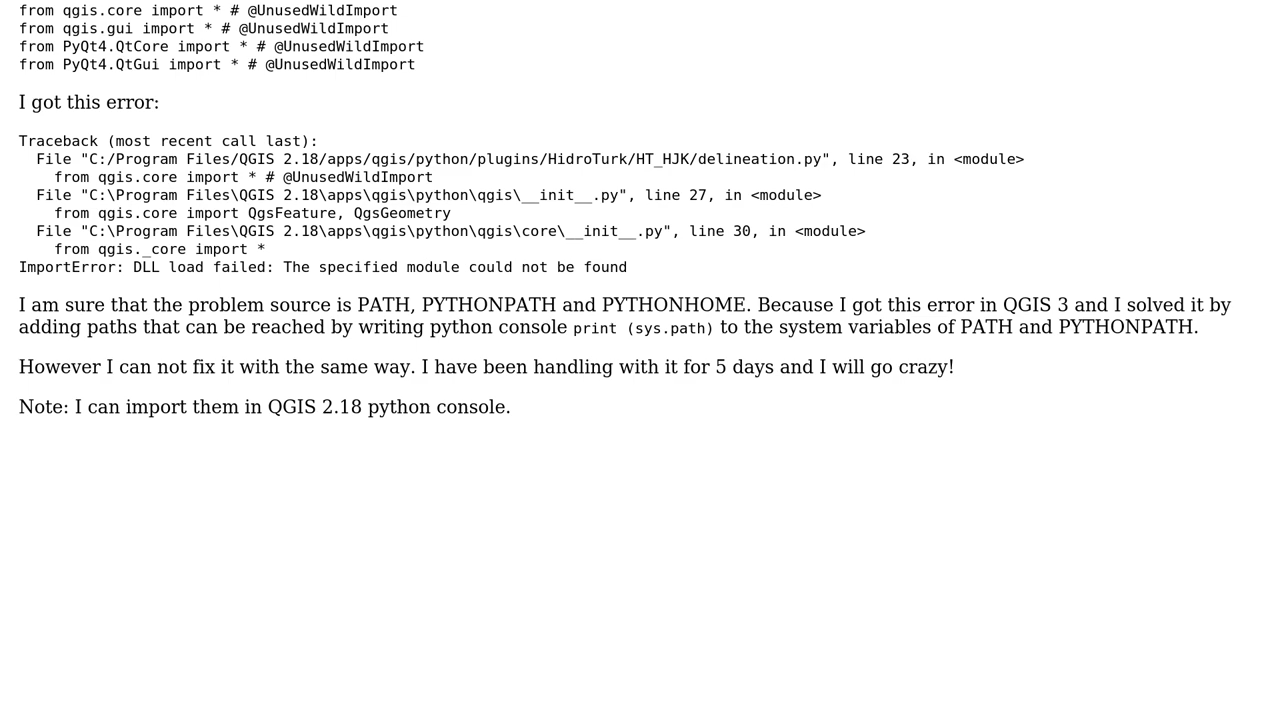 from qgis.core import * # @UnusedWildImport
from qgis.gui import * # @UnusedWildImport
from PyQt4.QtCore import * # @UnusedWildImport
from PyQt4.QtGui import * # @UnusedWildImport
I got this error:
Traceback (most recent call last):
  File "C:/Program Files/QGIS 2.18/apps/qgis/python/plugins/HidroTurk/HT_HJK/delineation.py", line 23, in <module>
    from qgis.core import * # @UnusedWildImport
  File "C:\Program Files\QGIS 2.18\apps\qgis\python\qgis\__init__.py", line 27, in <module>
    from qgis.core import QgsFeature, QgsGeometry
  File "C:\Program Files\QGIS 2.18\apps\qgis\python\qgis\core\__init__.py", line 30, in <module>
    from qgis._core import *
ImportError: DLL load failed: The specified module could not be found
I am sure that the problem source is PATH, PYTHONPATH and PYTHONHOME. Because I got this error in QGIS 3 and I solved it by
adding paths that can be reached by writing python console print (sys.path) to the system variables of PATH and PYTHONPATH.
However I can not fix it with the same way. I have been handling with it for 5 days and I will go crazy!
Note: I can import them in QGIS 2.18 python console.